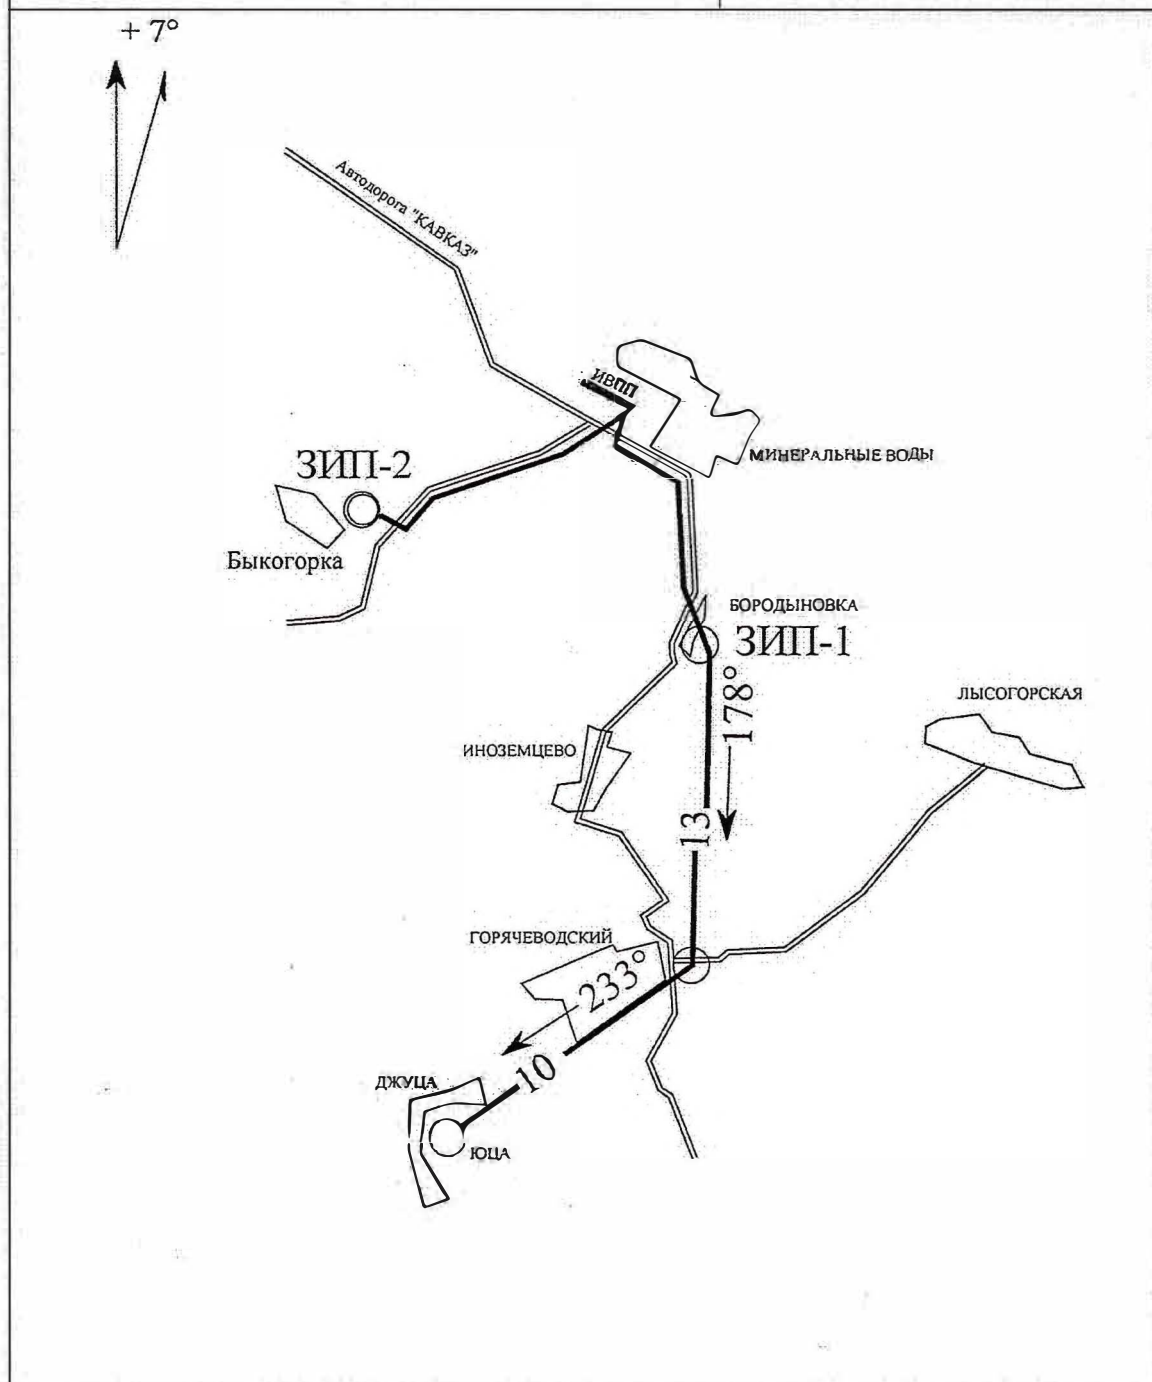 + 7°
Автодорога "КАВКАЗ"
ИВПП
МИНЕРАЛЬНЫЕ ВОДЫ
ЗИП-2
Быкогорка
БОРОДЫНОВКА
ЗИП-1
178°
ЛЫСОГОРСКАЯ
ИНОЗЕМЦЕВО
13
ГОРЯЧЕВОДСКИЙ
233°
10
ДЖУЦА
ЮЦА